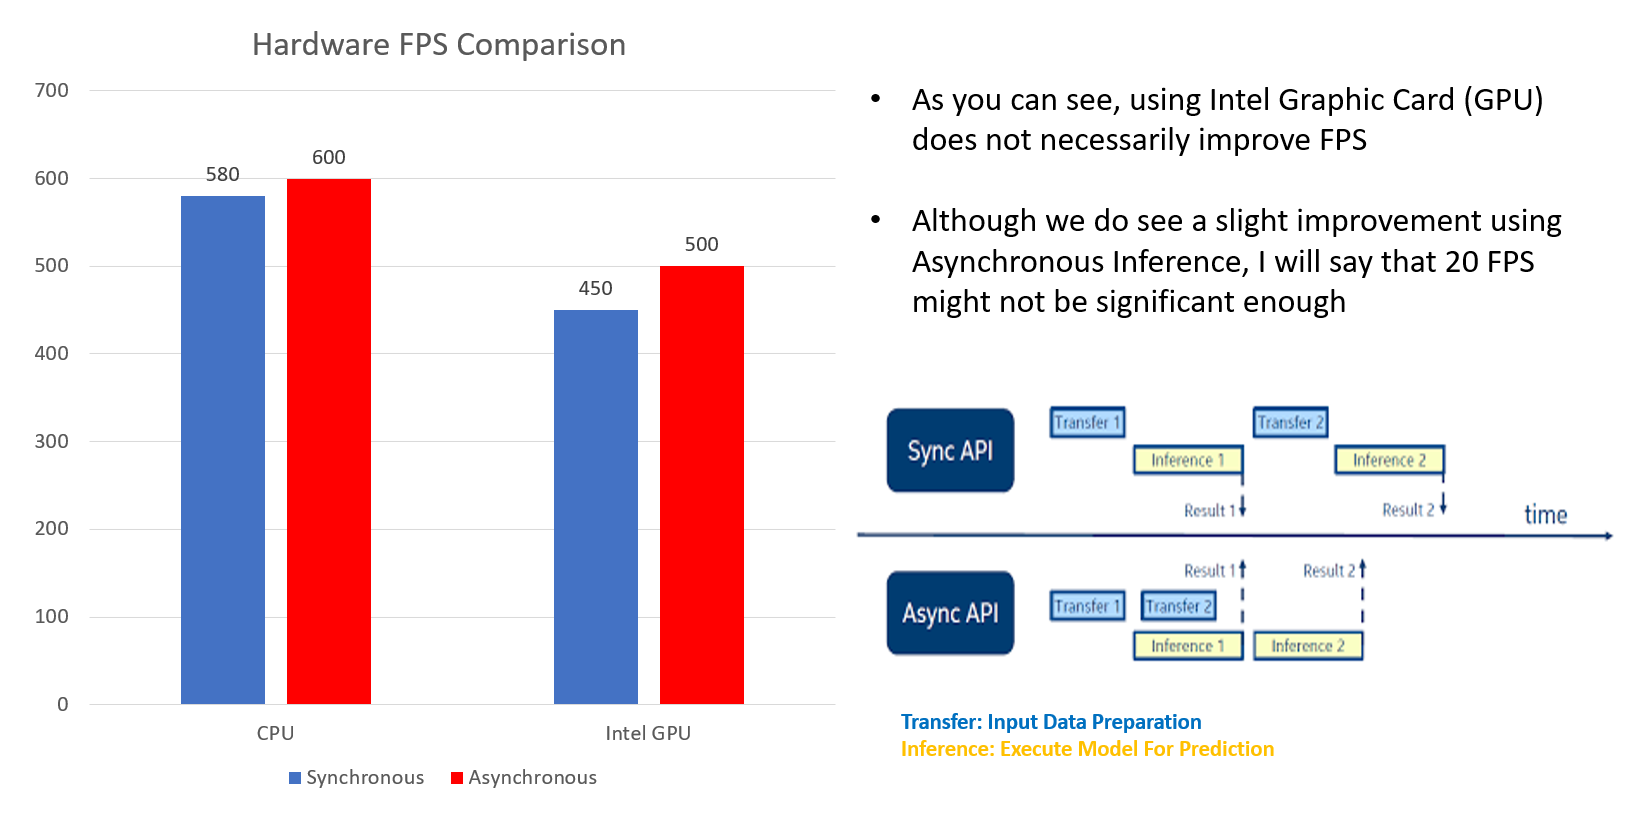 Hardware FPS Comparison
700
600
500
400
300
200
100
0
580
600
450
500
CPU
Intel GPU
Synchronous
Asynchronous
• As you can see, using Intel Graphic Card (GPU)
does not necessarily improve FPS
• Although we do see a slight improvement using
Asynchronous Inference, I will say that 20 FPS
might not be significant enough
Sync API
Transfer 1
Transfer 2
Inference 1
Inference 2
Result 1
Result 2
time
Result 1
Result 2
Async API
Transfer 1
Transfer 2
Inference 1
Inference 2
Transfer: Input Data Preparation
Inference: Execute Model For Prediction